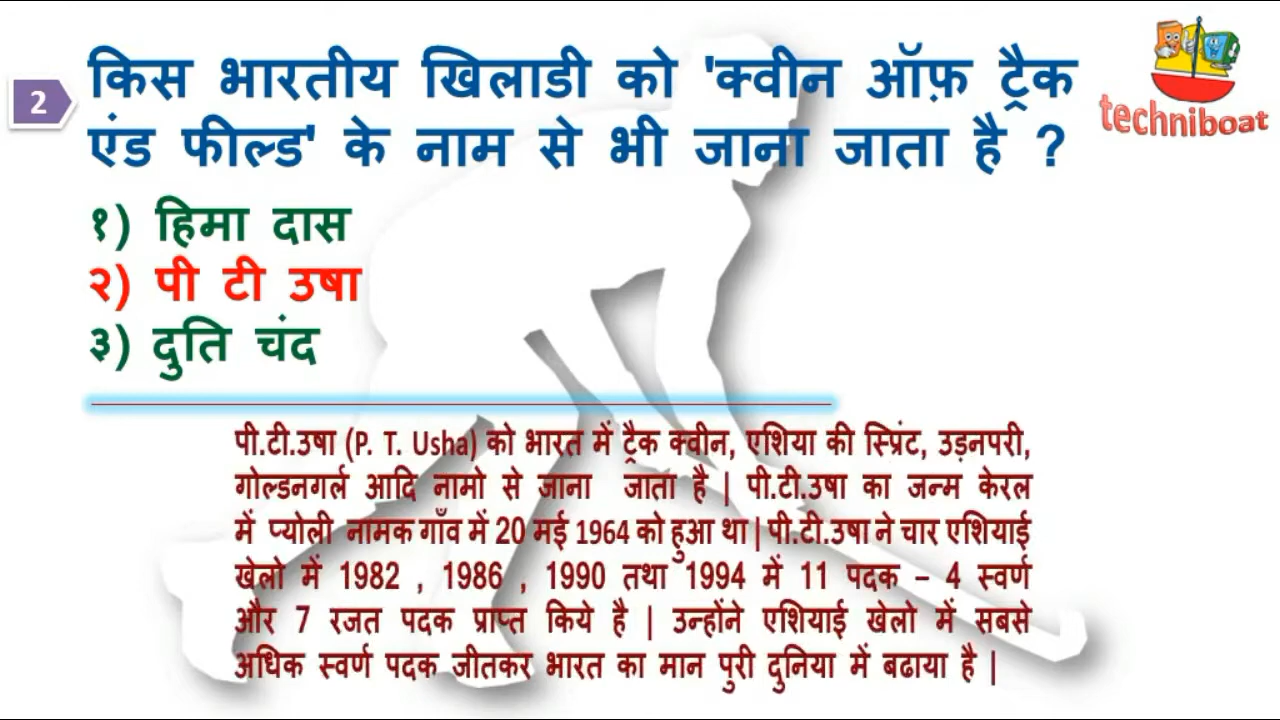 2
किस भारतीय खिलाडी को 'क्वीन ऑफ़ ट्रैक
एंड फील्ड' के नाम से भी जाना जाता है ?
techniboat
१) हिमा दास
२) पी टी उषा
३) दुति चंद
पी.टी.उषा (P. T. Usha) को भारत में ट्रैक क्वीन, एशिया की स्प्रिंट, उड़नपरी,
गोल्डनगर्ल आदि नामो से जाना जाता है |  पी.टी.उषा का जन्म केरल
में प्योली नामक गाँव में 20 मई 1964 को हुआ था | पी.टी.उषा ने चार एशियाई
खेलो में 1982 , 1986 , 1990 तथा 1994 में 11 पदक – 4 स्वर्ण
और 7 रजत पदक प्राप्त किये है | उन्होंने एशियाई खेलो में सबसे
अधिक स्वर्ण पदक जीतकर भारत का मान पुरी दुनिया में बढाया है |